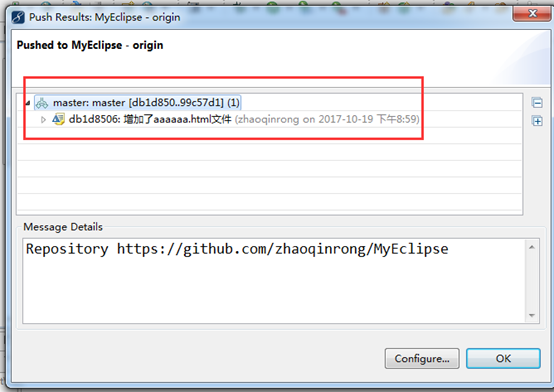 Push Results: MyEclipse - origin
Pushed to MyEclipse - origin
master: master [db1d850..99c57d1] (1)
db1d8506: 增加了aaaaaa.html文件 (zhaoqinrong on 2017-10-19 下午8:59)
Message Details
Repository https://github.com/zhaoqinrong/MyEclipse
Configure... OK